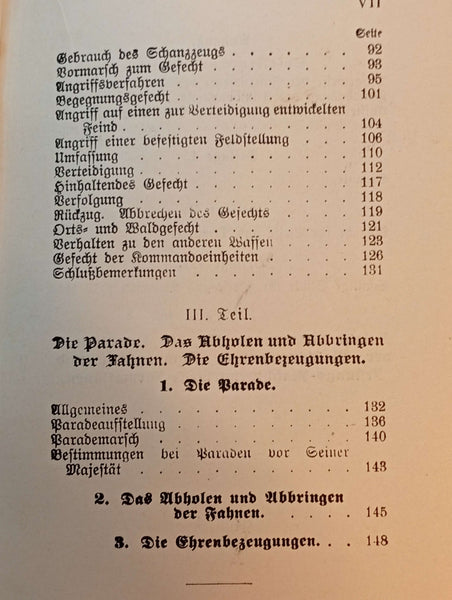 VII
Seite
Gebrauch des Schanzzeugs . . . . . . . 92
Vormarsch zum Gefecht . . . . . . . . 93
Angriffsverfahren . . . . . . . . . . 95
Begegnungsgefecht . . . . . . . . . . 101
Angriff auf einen zur Verteidigung entwickelten
Feind . . . . . . . . . . . . . 104
Angriff einer befestigten Feldstellung . . . . 106
Umfassung . . . . . . . . . . . . 110
Verteidigung . . . . . . . . . . . 112
Hinhaltendes Gefecht . . . . . . . . . 117
Verfolgung . . . . . . . . . . . . 118
Rückzug. Abbrechen des Gefechts . . . . . 119
Orts- und Waldgefecht . . . . . . . . 121
Verhalten zu den anderen Waffen . . . . . 123
Gefecht der Kommandoeinheiten . . . . . 126
Schlußbemerkungen . . . . . . . . . 131
III. Teil.
Die Parade. Das Abholen und Abbringen
der Fahnen. Die Ehrenbezeugungen.
1. Die Parade.
Allgemeines . . . . . . . . . . . 132
Paradeaufstellung . . . . . . . . . . 136
Parademarsch . . . . . . . . . . . 140
Bestimmungen bei Paraden vor Seiner
Majestät . . . . . . . . . . . 143
2. Das Abholen und Abbringen
der Fahnen. . . . . . 145
3. Die Ehrenbezeugungen. . . 148